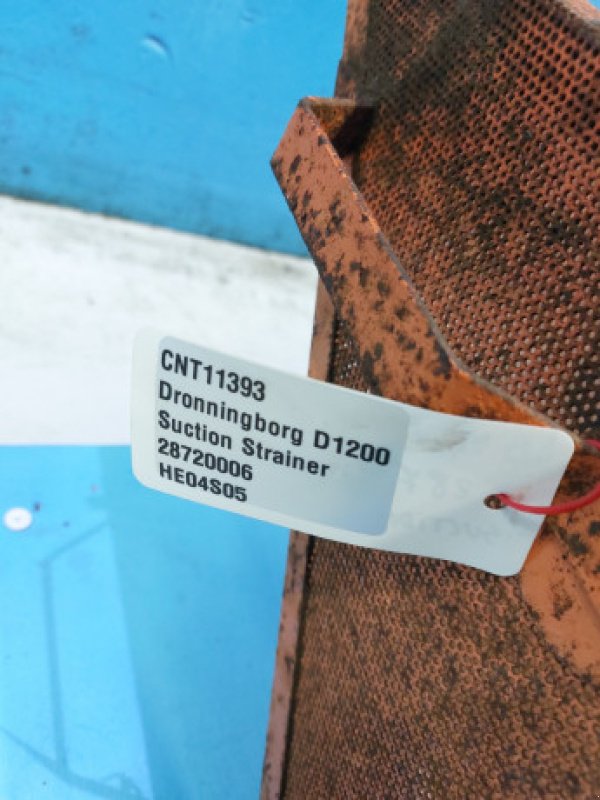 CNT11393
Dronningborg D1200
Suction Strainer
28720006
HE04S05